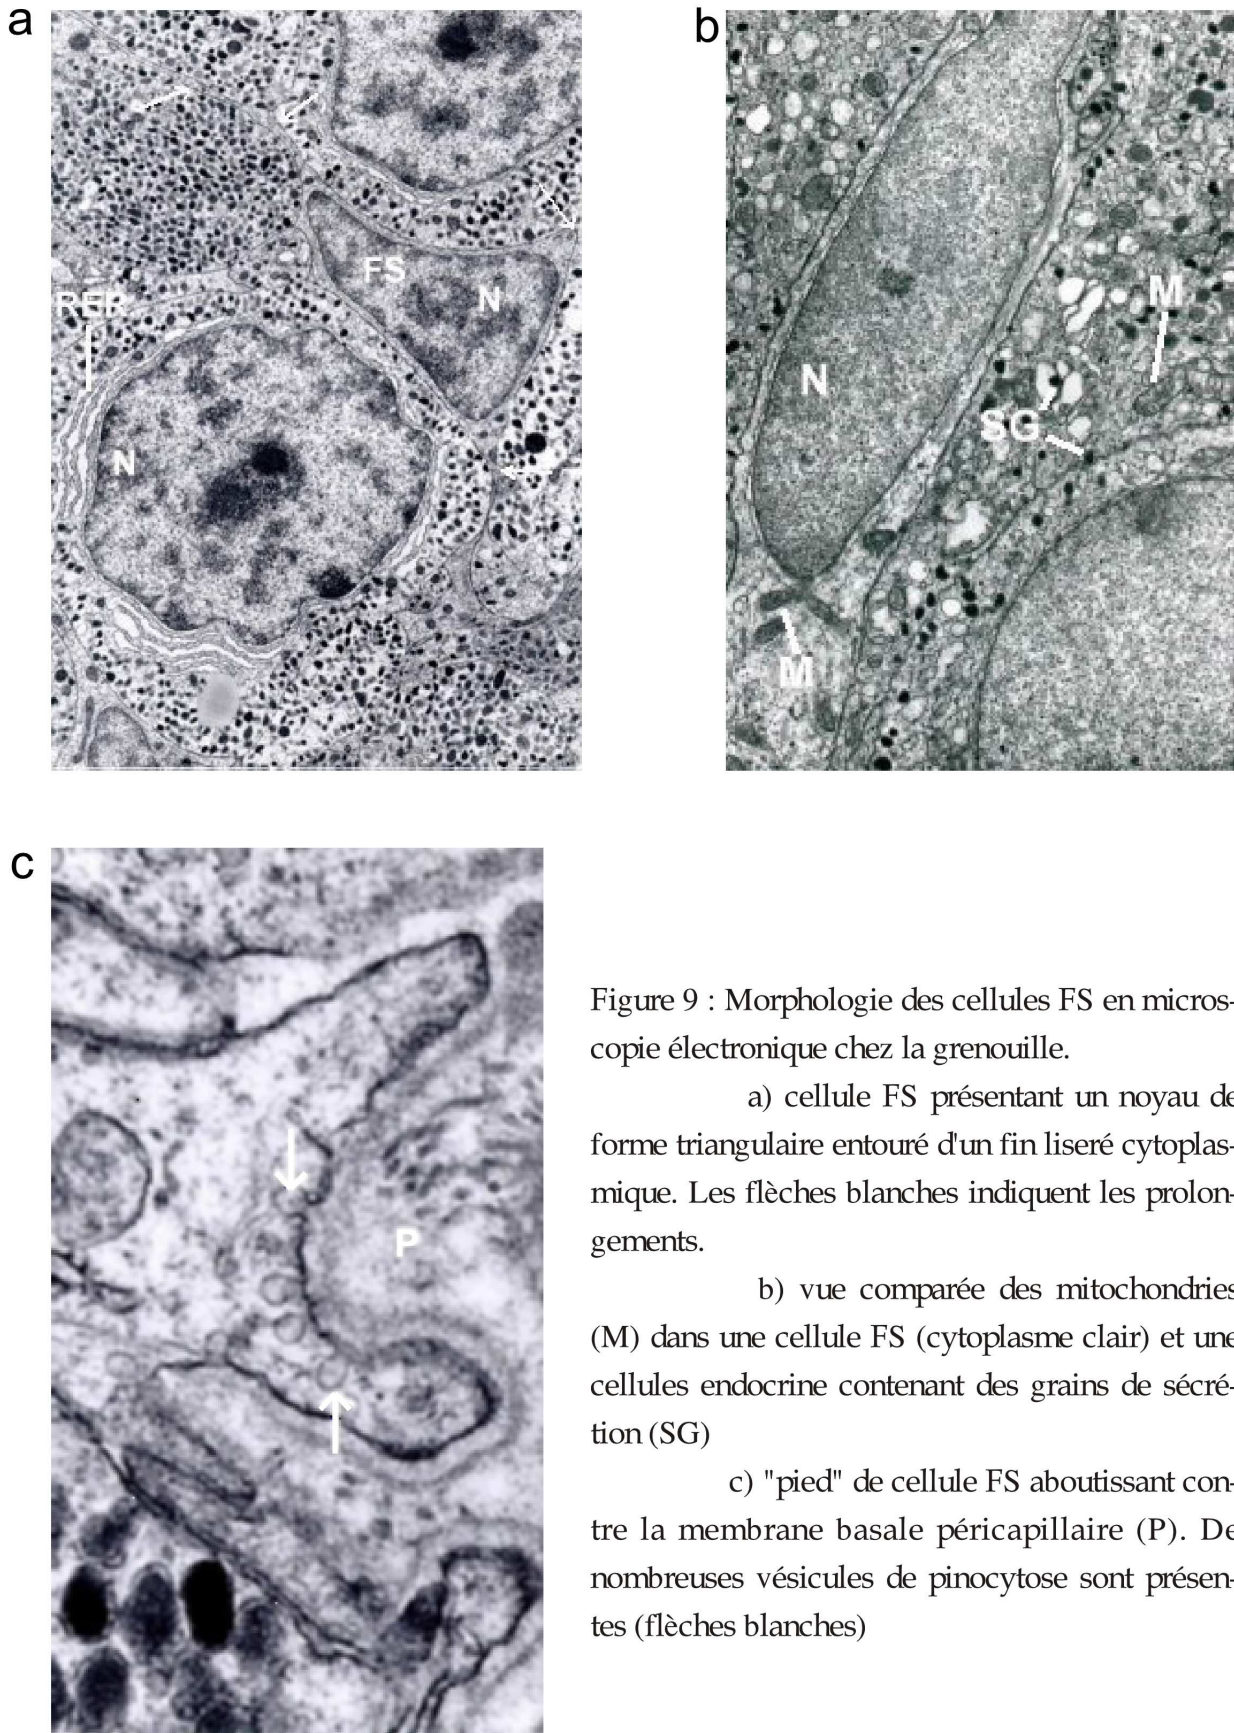 a
b
FS
N
RER
N
M
N
SG
M
c
P
Figure 9 : Morphologie des cellules FS en micros-
copie électronique chez la grenouille.
a) cellule FS présentant un noyau de
forme triangulaire entouré d'un fin liseré cytoplas-
mique. Les flèches blanches indiquent les prolon-
gements.
b) vue comparée des mitochondries
(M) dans une cellule FS (cytoplasme clair) et une
cellules endocrine contenant des grains de sécré-
tion (SG)
c) "pied" de cellule FS aboutissant con-
tre la membrane basale péricapillaire (P). De
nombreuses vésicules de pinocytose sont présen-
tes (flèches blanches)